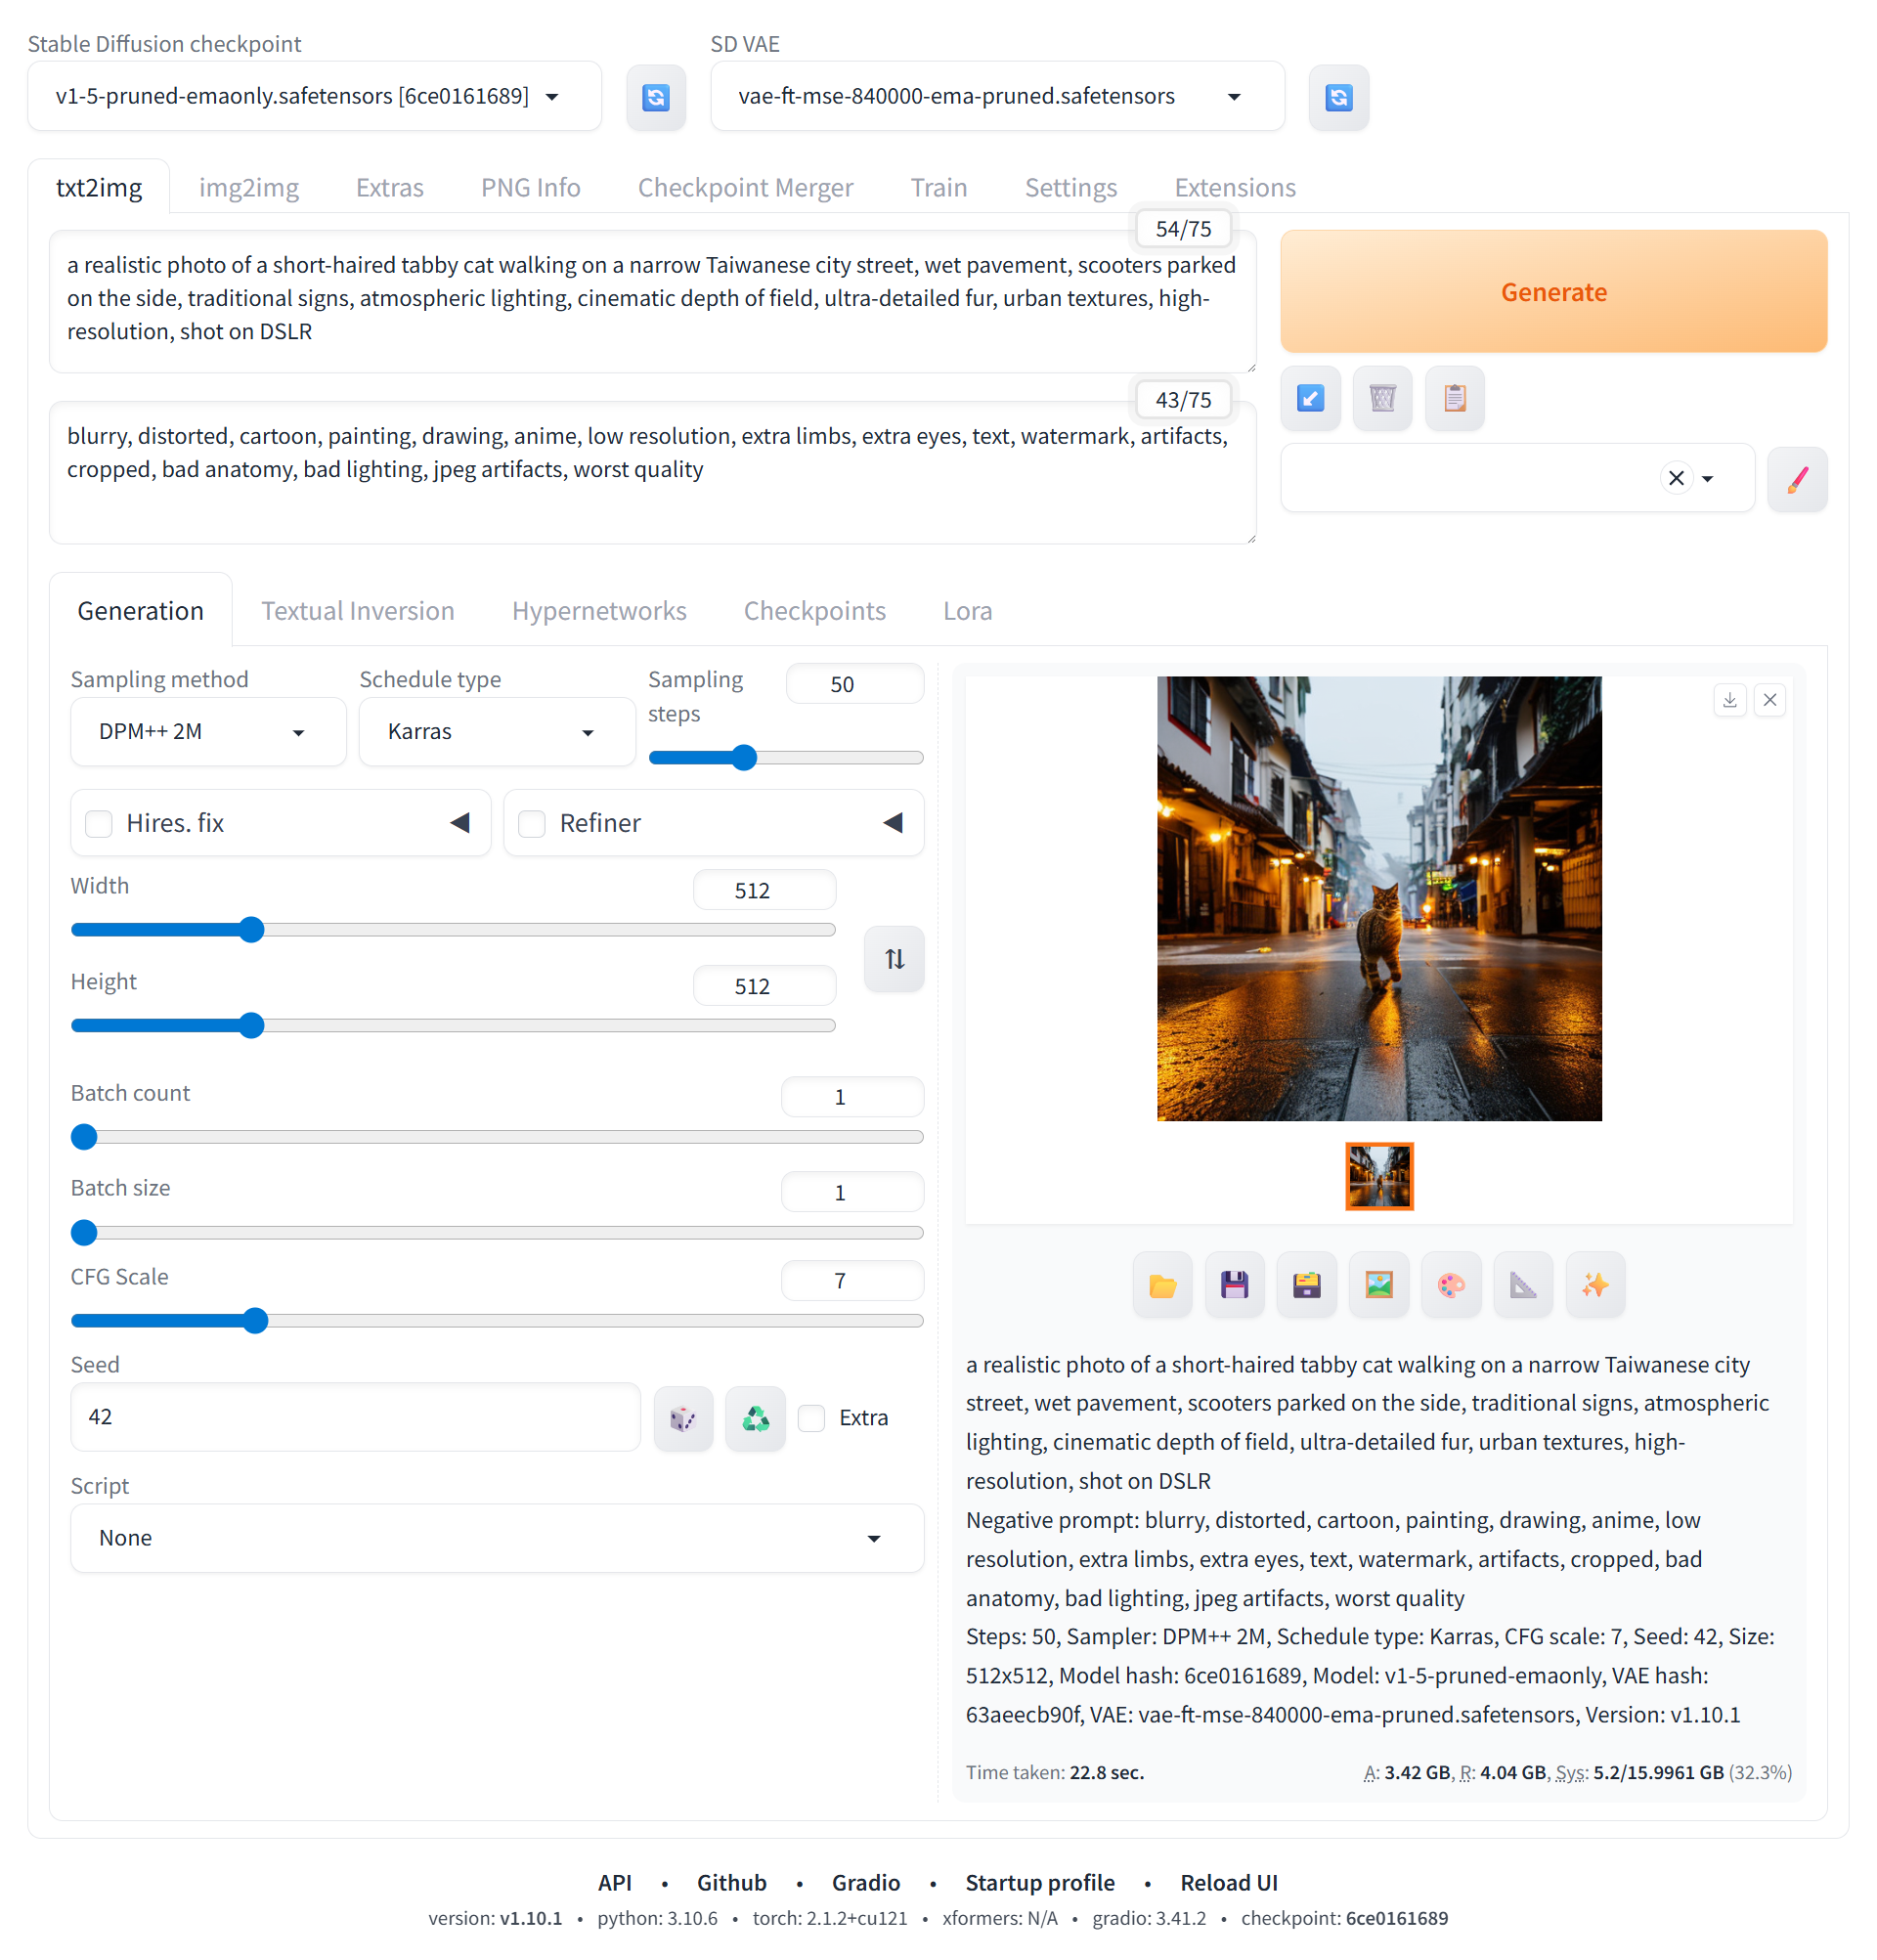 Stable Diffusion checkpoint
SD VAE
v1-5-pruned-emaonly.safetensors [6ce0161689]
vae-ft-mse-840000-ema-pruned.safetensors
txt2img
img2img
Extras
PNG Info
Checkpoint Merger
Train
Settings
Extensions
54/75
a realistic photo of a short-haired tabby cat walking on a narrow Taiwanese city street, wet pavement, scooters parked
on the side, traditional signs, atmospheric lighting, cinematic depth of field, ultra-detailed fur, urban textures, high-
resolution, shot on DSLR
Generate
43/75
blurry, distorted, cartoon, painting, drawing, anime, low resolution, extra limbs, extra eyes, text, watermark, artifacts,
cropped, bad anatomy, bad lighting, jpeg artifacts, worst quality
Generation
Textual Inversion
Hypernetworks
Checkpoints
Lora
Sampling method
DPM++ 2M
Schedule type
Karras
Sampling
steps
50
Hires. fix
Refiner
Width
512
Height
512
Batch count
1
Batch size
1
CFG Scale
7
Seed
42
Extra
Script
None
a realistic photo of a short-haired tabby cat walking on a narrow Taiwanese city
street, wet pavement, scooters parked on the side, traditional signs, atmospheric
lighting, cinematic depth of field, ultra-detailed fur, urban textures, high-
resolution, shot on DSLR
Negative prompt: blurry, distorted, cartoon, painting, drawing, anime, low
resolution, extra limbs, extra eyes, text, watermark, artifacts, cropped, bad
anatomy, bad lighting, jpeg artifacts, worst quality
Steps: 50, Sampler: DPM++ 2M, Schedule type: Karras, CFG scale: 7, Seed: 42, Size:
512x512, Model hash: 6ce0161689, Model: v1-5-pruned-emaonly, VAE hash:
63aeecb90f, VAE: vae-ft-mse-840000-ema-pruned.safetensors, Version: v1.10.1
Time taken: 22.8 sec.
A: 3.42 GB, R: 4.04 GB, Sys: 5.2/15.9961 GB (32.3%)
API • Github • Gradio • Startup profile • Reload UI
version: v1.10.1 • python: 3.10.6 • torch: 2.1.2+cu121 • xformers: N/A • gradio: 3.41.2 • checkpoint: 6ce0161689